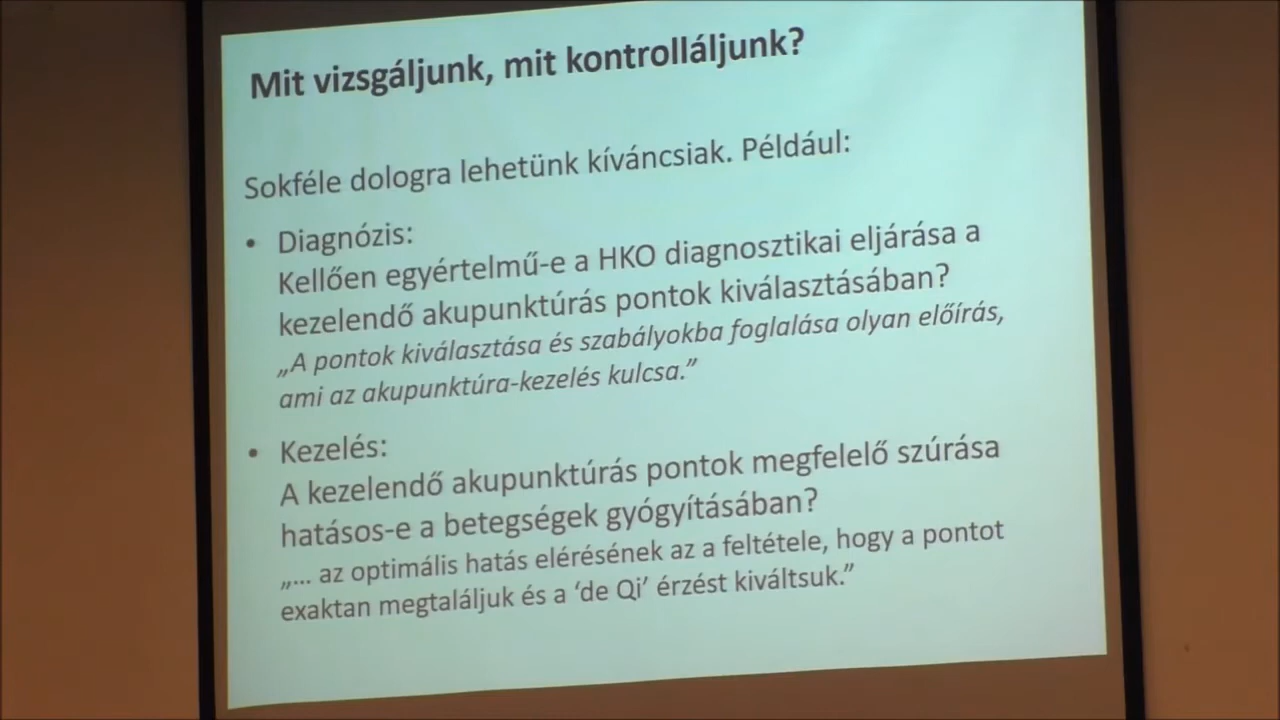 Mit vizsgáljunk, mit kontrolláljunk?
Sokféle dologra lehetünk kíváncsiak. Például:
• Diagnózis:
Kellően egyértelmű-e a HKO diagnosztikai eljárása a
kezelendő akupunktúrás pontok kiválasztásában?
„A pontok kiválasztása és szabályokba foglalása olyan előírás,
ami az akupunktúra-kezelés kulcsa.”
• Kezelés:
A kezelendő akupunktúrás pontok megfelelő szúrása
hatásos-e a betegségek gyógyításában?
„... az optimális hatás elérésének az a feltétele, hogy a pontot
exaktan megtaláljuk és a ‘de Qi’ érzést kiváltsuk.”